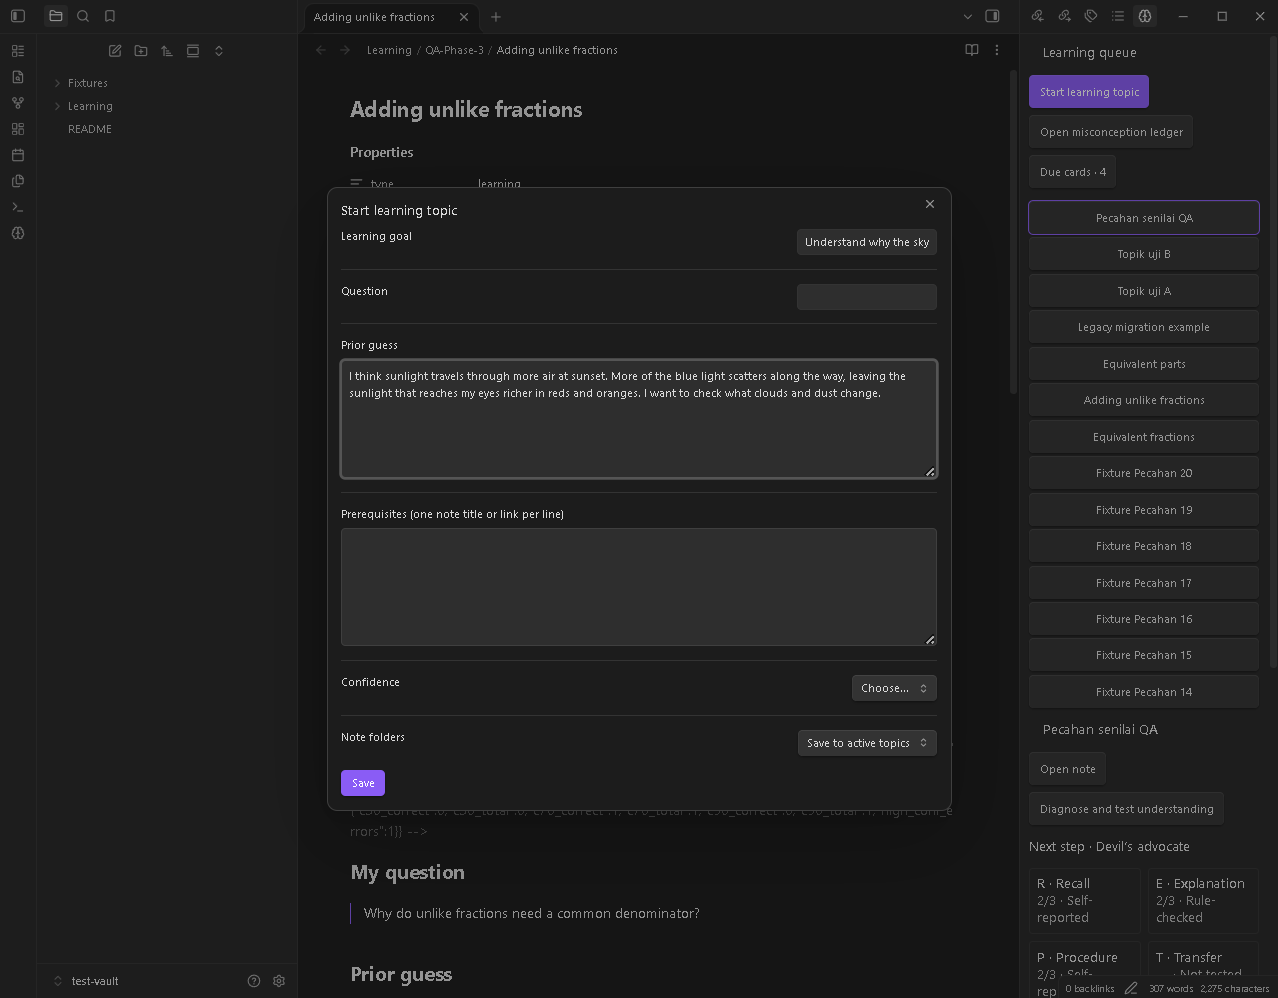 Adding unlike fractions
Learning / QA-Phase-3 / Adding unlike fractions
Fixtures
Learning
README
Adding unlike fractions
Properties
type learning
Start learning topic
Learning goal
Understand why the sky
Question
Prior guess
I think sunlight travels through more air at sunset. More of the blue light scatters along the way, leaving the
sunlight that reaches my eyes richer in reds and oranges. I want to check what clouds and dust change.
Prerequisites (one note title or link per line)
Confidence
Choose...
Note folders
Save to active topics
Save
rrors":1}} -->
My question
Why do unlike fractions need a common denominator?
Prior guess
Learning queue
Start learning topic
Open misconception ledger
Due cards · 4
Pecahan senilai QA
Topik uji B
Topik uji A
Legacy migration example
Equivalent parts
Adding unlike fractions
Equivalent fractions
Fixture Pecahan 20
Fixture Pecahan 19
Fixture Pecahan 18
Fixture Pecahan 17
Fixture Pecahan 16
Fixture Pecahan 15
Fixture Pecahan 14
Pecahan senilai QA
Open note
Diagnose and test understanding
Next step · Devil's advocate
R · Recall
2/3 · Self-
reported
E · Explanation
2/3 · Rule-
checked
P · Procedure
2/3 · Self-
rep
T · Transfer
· Not tested
test-vault
0 backlinks
307 words 2,275 characters